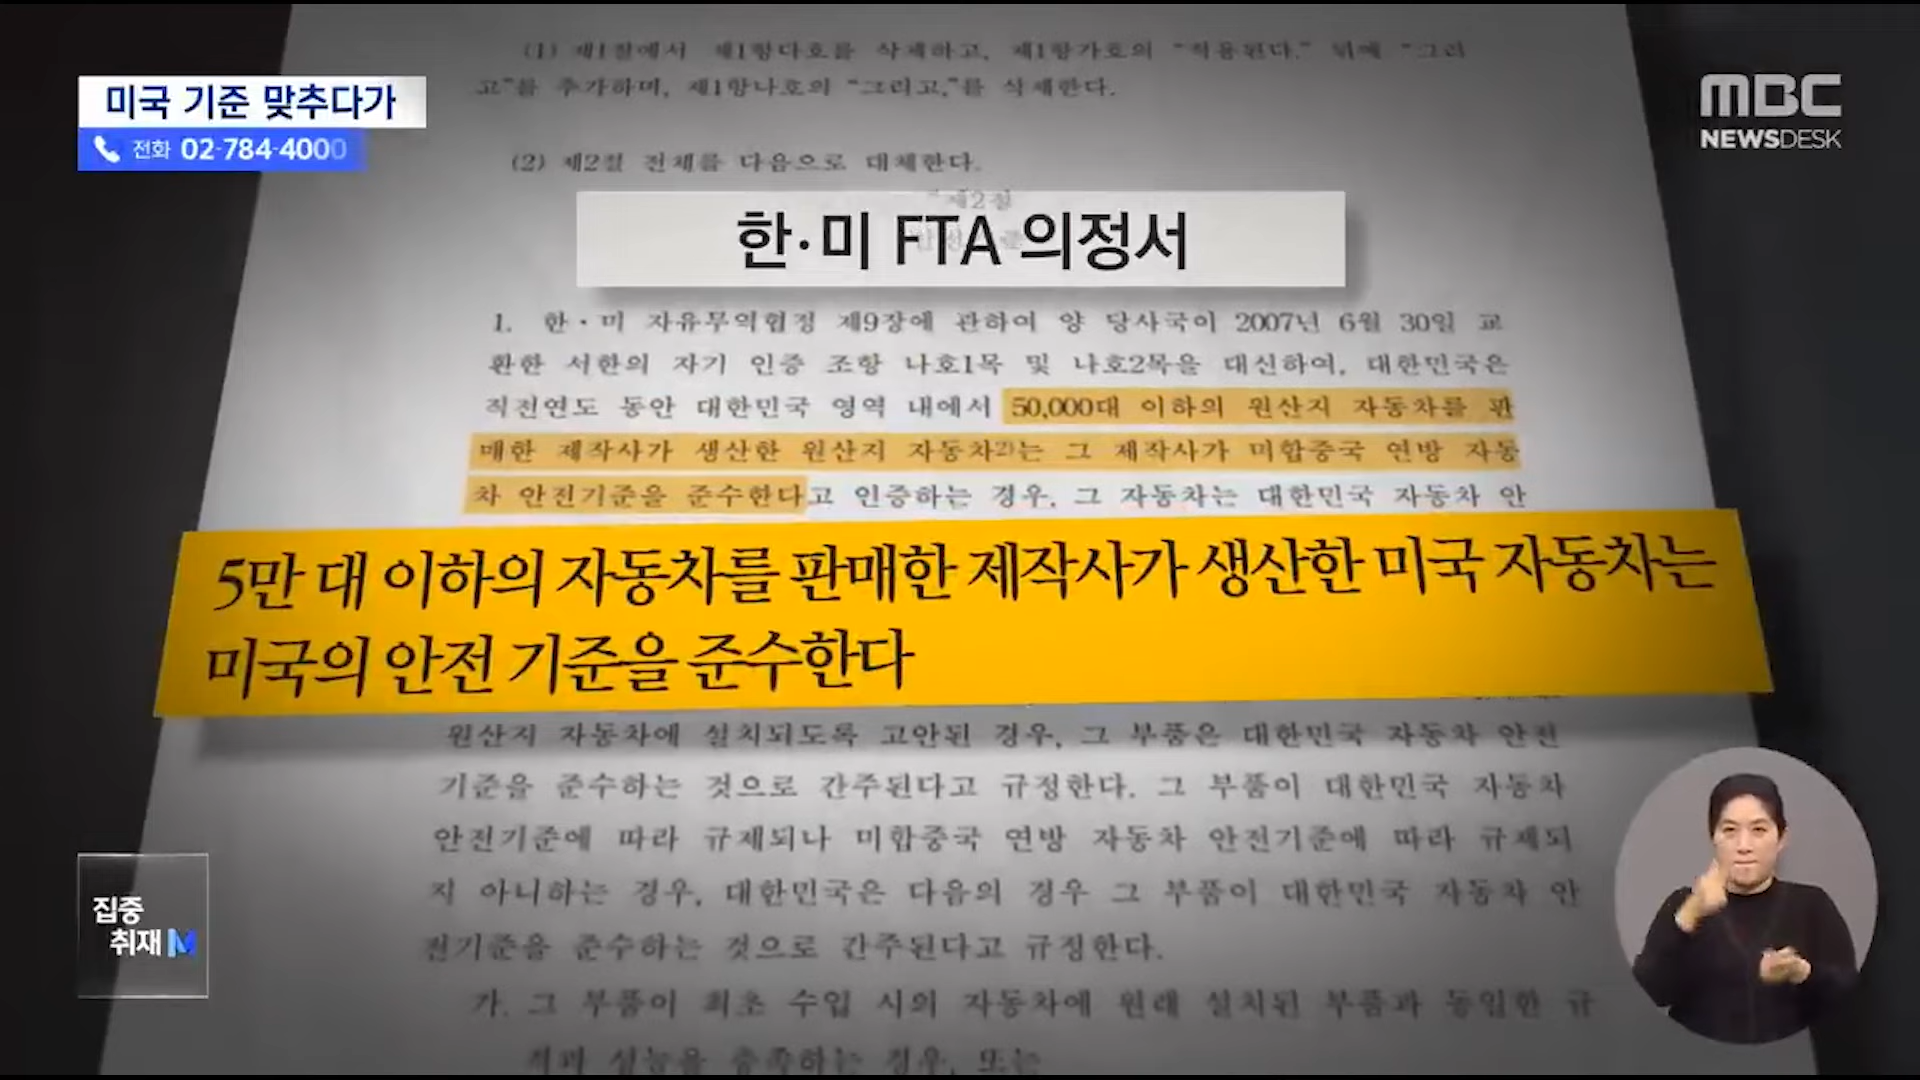 (1) 제1절에서 제1항다호를 삭제하고, 제1항가호의 “적용된다.” 뒤에 “그리
고”를 추가하며, 제1항나호의 “그리고,”를 삭제한다.
미국 기준 맞추다가
전화 02-784-4000
MBC
NEWSDESK
(2) 제2절 전체를 다음으로 대체한다.
“제2절
한·미 FTA 의정서
1. 한·미 자유무역협정 제9장에 관하여 양 당사국이 2007년 6월 30일 교
환한 서한의 자기 인증 조항 나호1목 및 나호2목을 대신하여, 대한민국은
직전연도 동안 대한민국 영역 내에서 50,000대 이하의 원산지 자동차를 판
매한 제작사가 생산한 원산지 자동차2)는 그 제작사가 미합중국 연방 자동
차 안전기준을 준수한다고 인증하는 경우, 그 자동차는 대한민국 자동차 안
5만 대 이하의 자동차를 판매한 제작사가 생산한 미국 자동차는
미국의 안전 기준을 준수한다
원산지 자동차에 설치되도록 고안된 경우, 그 부품은 대한민국 자동차 안전
기준을 준수하는 것으로 간주된다고 규정한다. 그 부품이 대한민국 자동차
안전기준에 따라 규제되나 미합중국 연방 자동차 안전기준에 따라 규제되
지 아니하는 경우, 대한민국은 다음의 경우 그 부품이 대한민국 자동차 안
전기준을 준수하는 것으로 간주된다고 규정한다.
가. 그 부품이 최초 수입 시의 자동차에 원래 설치된 부품과 동일한 규
격과 성능을 충족하는 경우, 또는
집중
취재 M